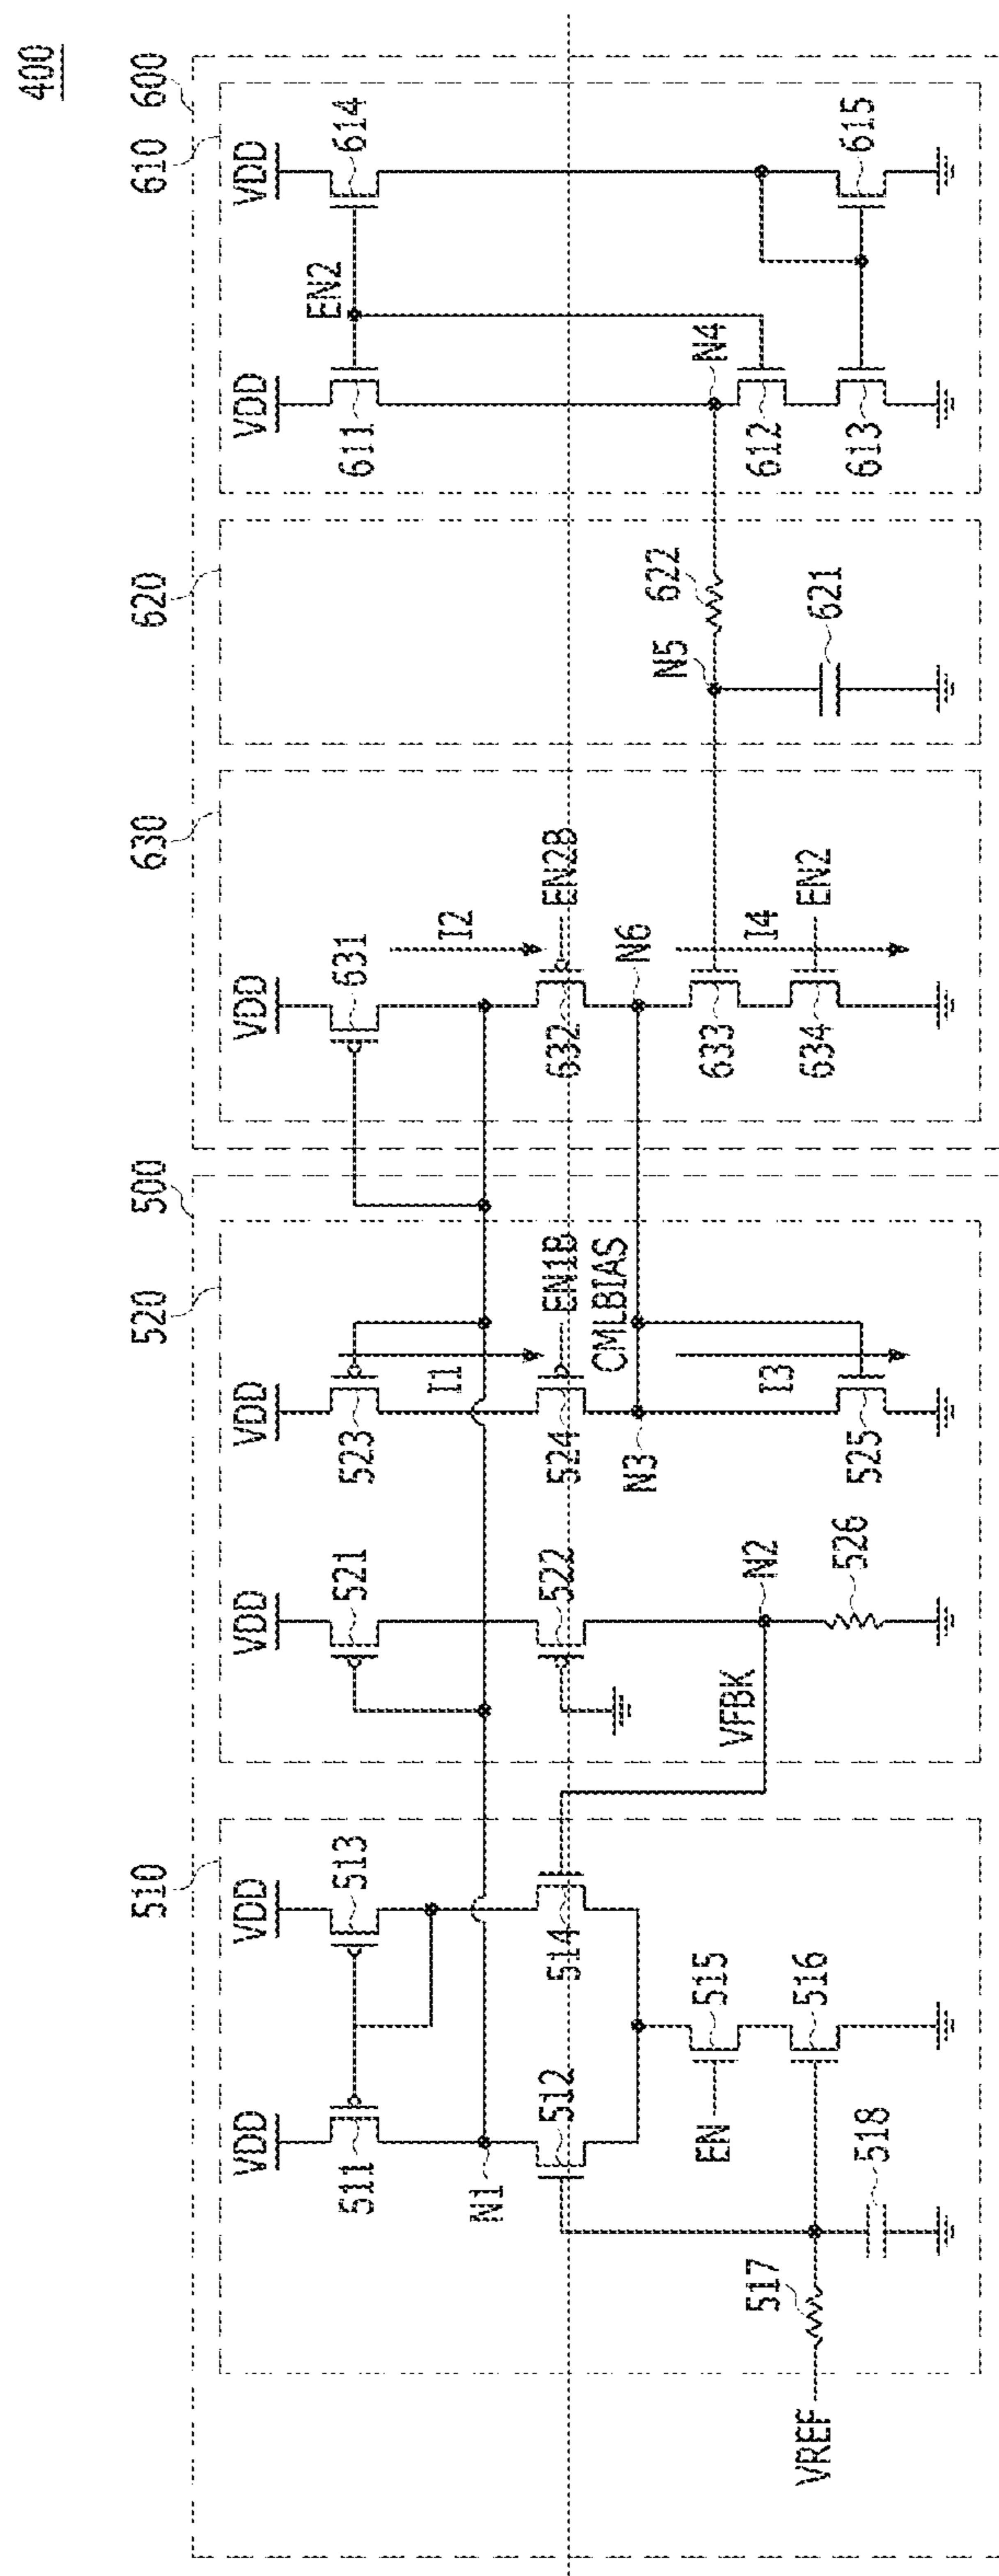 400
500
600
510
520
630
620
610
VDD
VDD
VDD
VDD
VDD
VDD
VDD
511
513
521
523
631
611
614
EN2
N1
I1
I2
512
514
522
524
EN1B
632
EN2B
CMLBIAS
N3
N6
N5
622
N4
EN
515
VFBK
N2
633
I3
I4
612
VREF
517
516
518
526
525
634
EN2
621
613
615